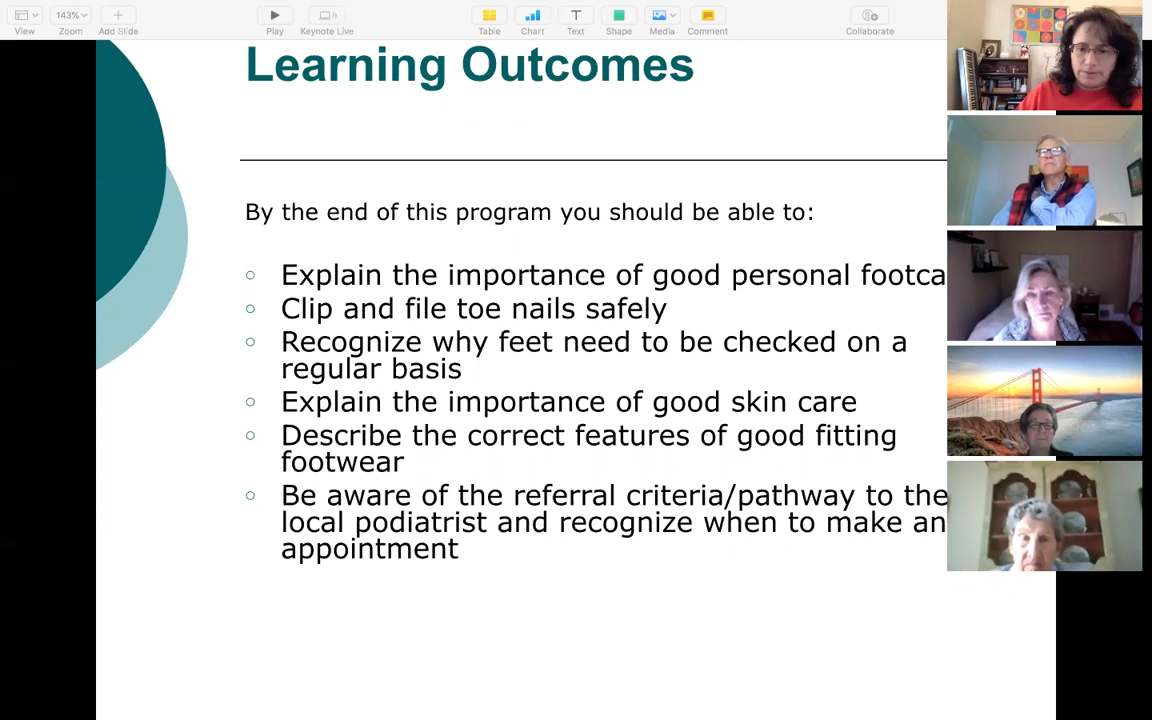 143%
View
Zoom
Add Slide
Play
Keynote Live
Table
Chart
Text
Shape
Media
Comment
Collaborate
Learning Outcomes
By the end of this program you should be able to:
Explain the importance of good personal footca
Clip and file toe nails safely
Recognize why feet need to be checked on a
regular basis
Explain the importance of good skin care
Describe the correct features of good fitting
footwear
Be aware of the referral criteria/pathway to the
local podiatrist and recognize when to make an
appointment